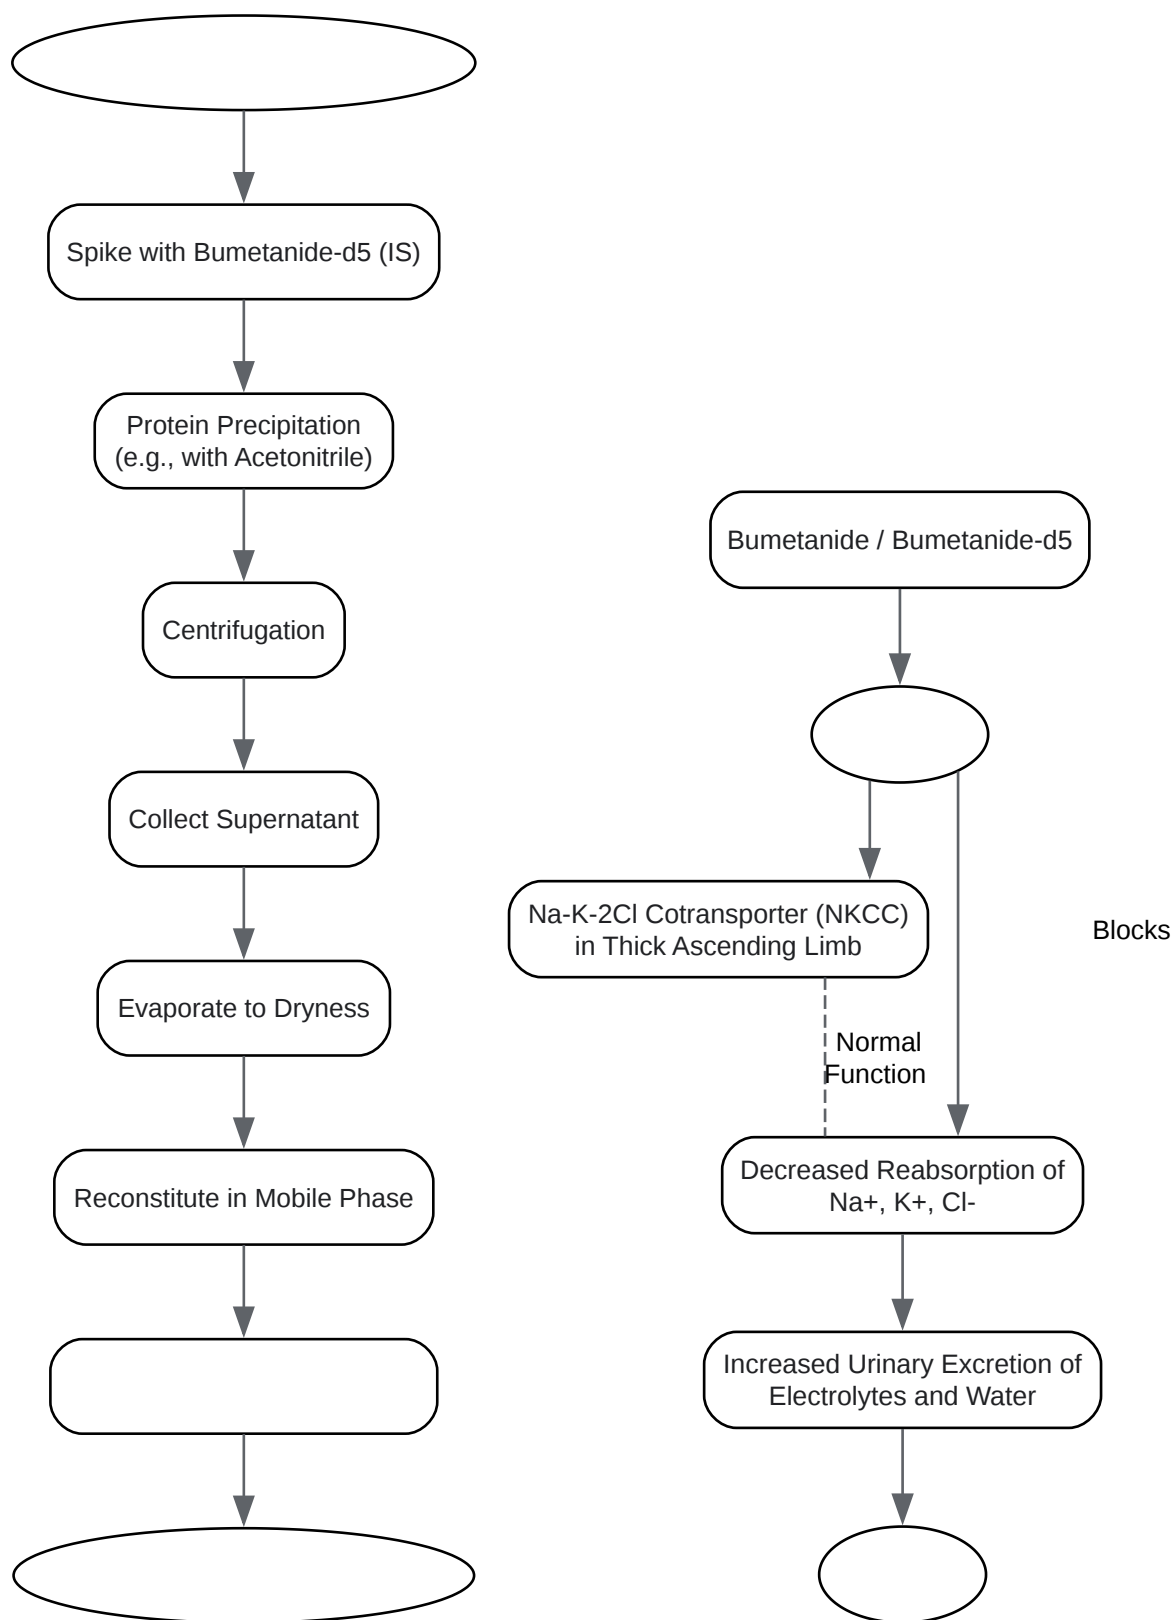 Spike with Bumetanide-d5 (IS)
Protein Precipitation
(e.g., with Acetonitrile)
Centrifugation
Collect Supernatant
Evaporate to Dryness
Reconstitute in Mobile Phase
Bumetanide / Bumetanide-d5
Na-K-2Cl Cotransporter (NKCC)
in Thick Ascending Limb
Blocks
Normal
Function
Decreased Reabsorption of
Na+, K+, Cl-
Increased Urinary Excretion of
Electrolytes and Water